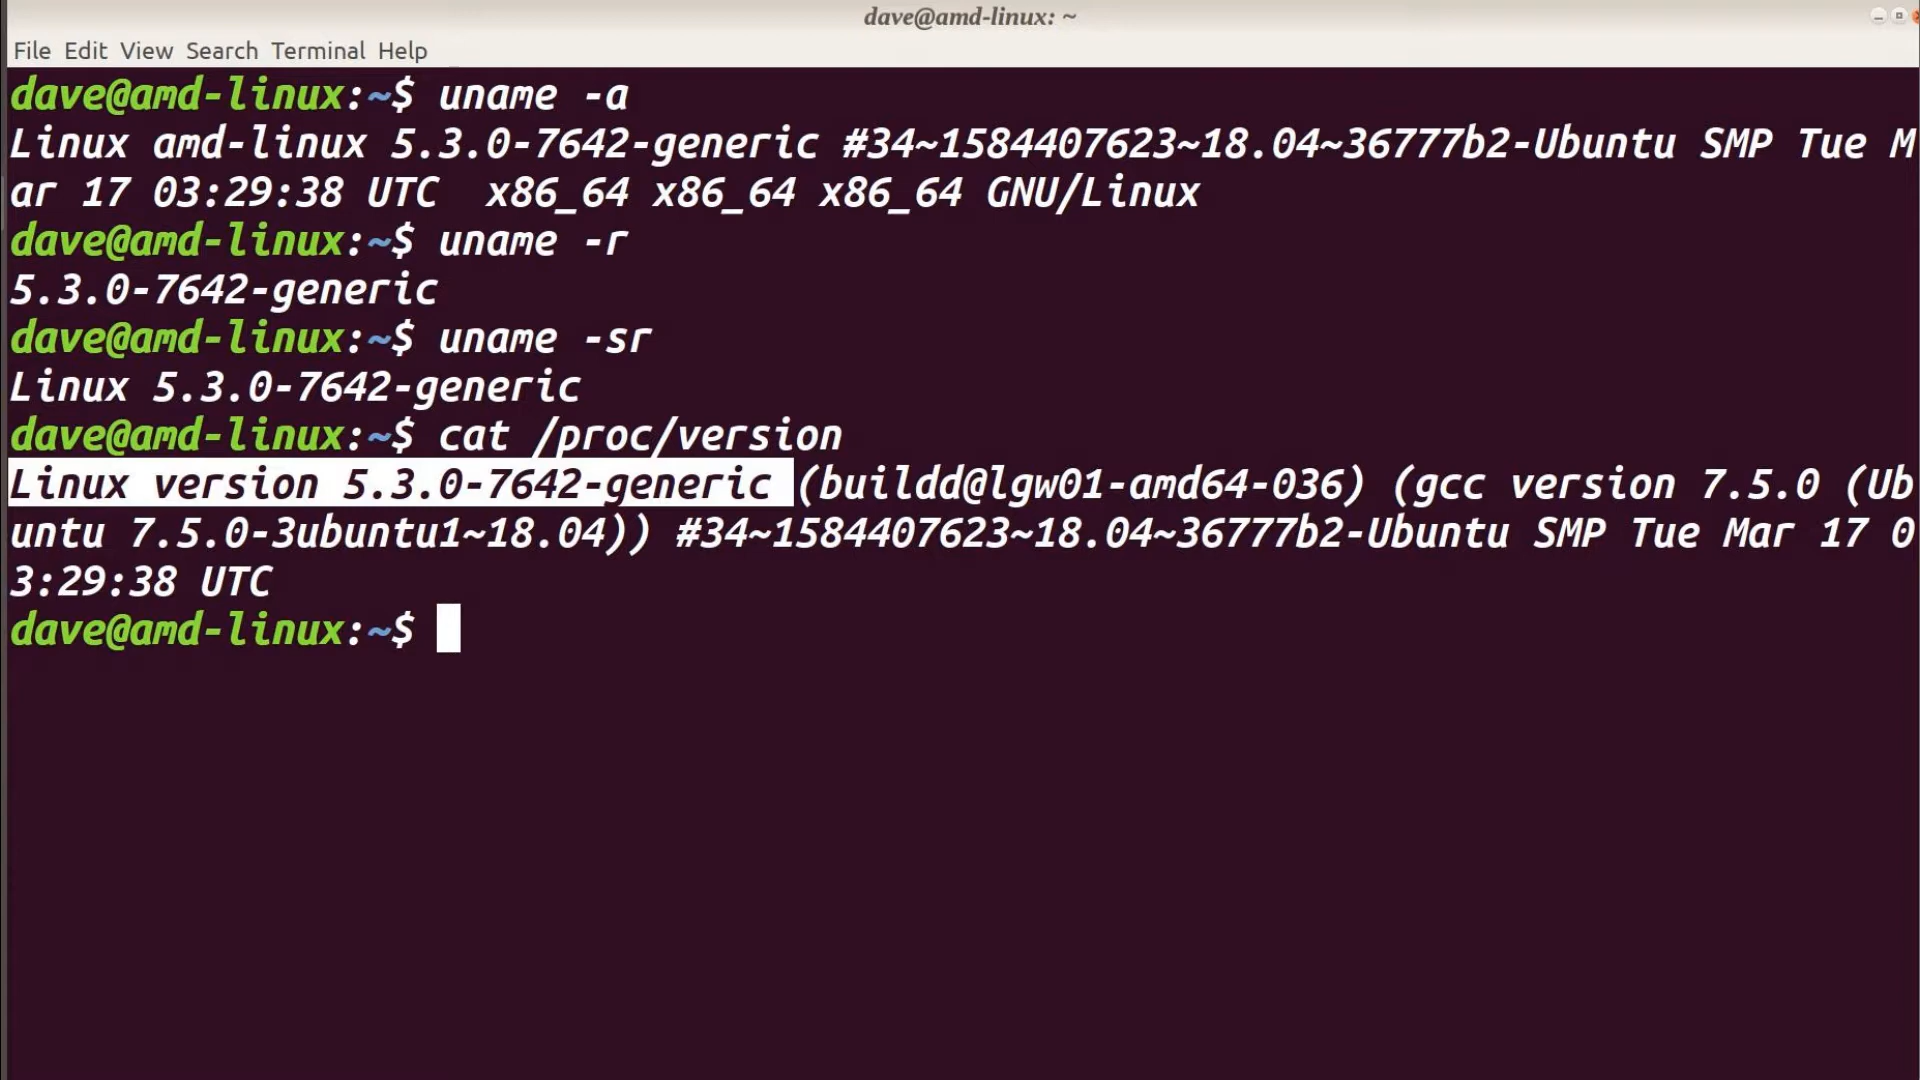 dave@amd-linux: ~
File Edit View Search Terminal Help
dave@amd-linux:~$ uname -a
Linux amd-linux 5.3.0-7642-generic #34~1584407623~18.04~36777b2-Ubuntu SMP Tue M
ar 17 03:29:38 UTC  x86_64 x86_64 x86_64 GNU/Linux
dave@amd-linux:~$ uname -r
5.3.0-7642-generic
dave@amd-linux:~$ uname -sr
Linux 5.3.0-7642-generic
dave@amd-linux:~$ cat /proc/version
Linux version 5.3.0-7642-generic (buildd@lgw01-amd64-036) (gcc version 7.5.0 (Ub
untu 7.5.0-3ubuntu1~18.04)) #34~1584407623~18.04~36777b2-Ubuntu SMP Tue Mar 17 0
3:29:38 UTC
dave@amd-linux:~$